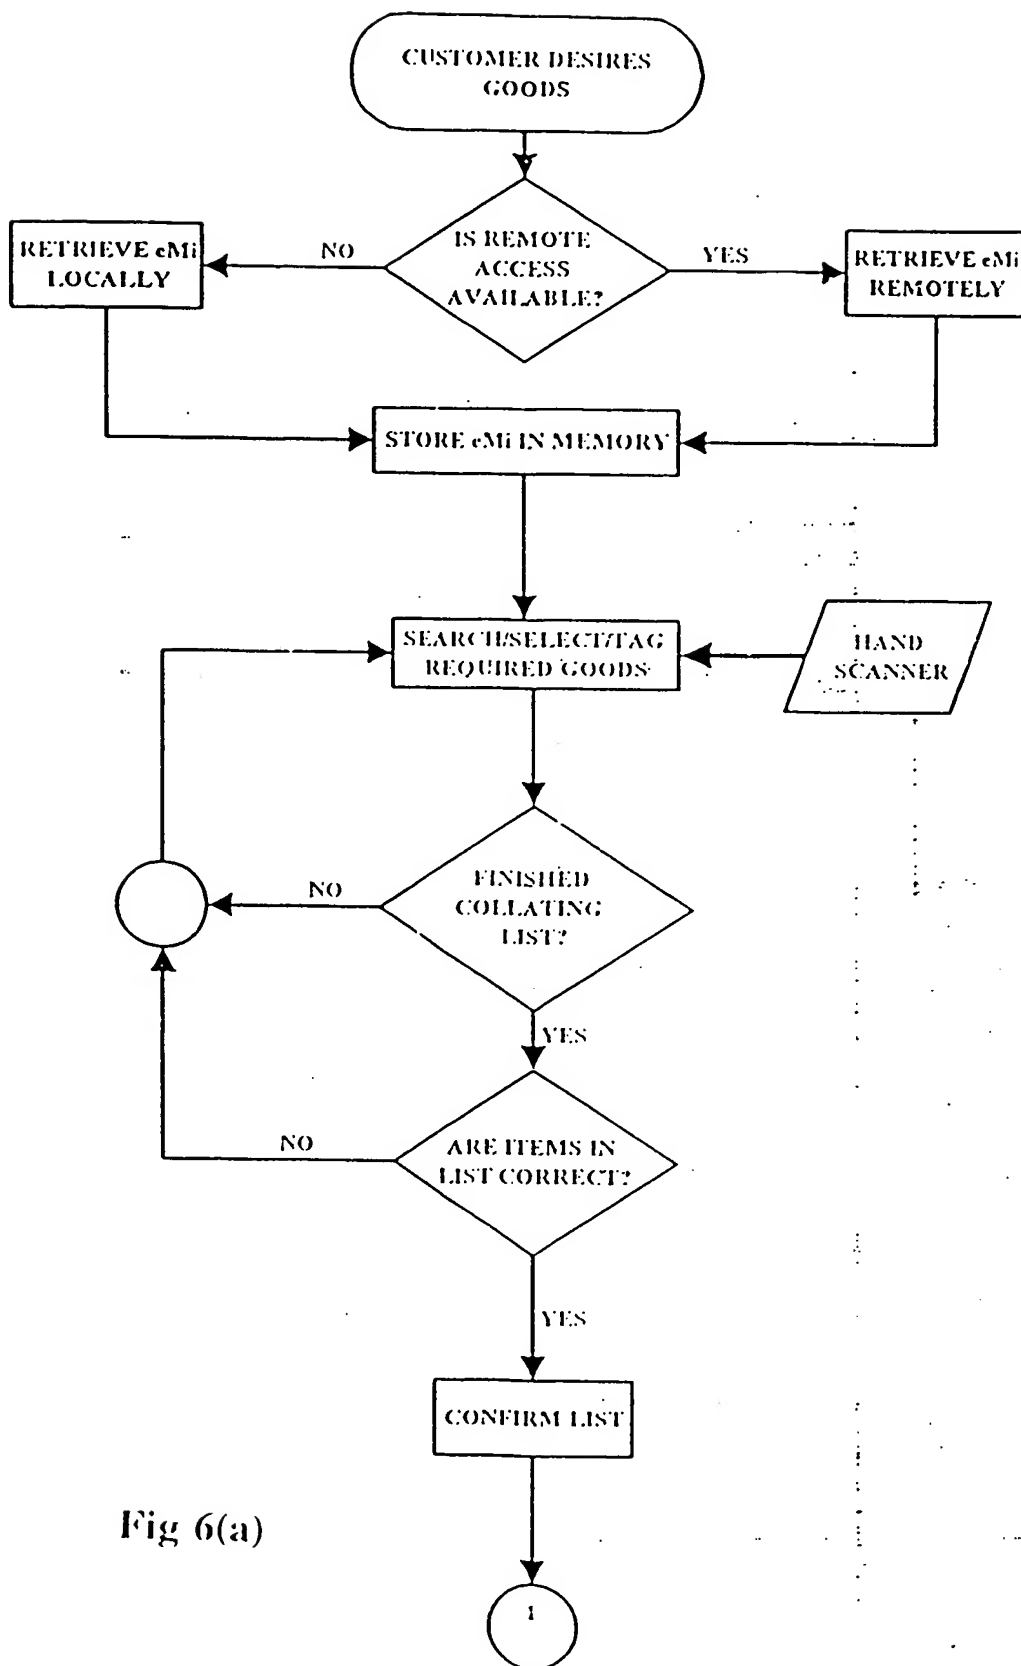 CUSTOMER DESIRES
GOODS
IS REMOTE
ACCESS
AVAILABLE?
NO
YES
RETRIEVE eMi
LOCALLY
RETRIEVE eMi
REMOTELY
STORE eMi IN MEMORY
SEARCH/SELECT/TAG
REQUIRED GOODS
HAND
SCANNER
FINISHED
COLLATING
LIST?
NO
YES
ARE ITEMS IN
LIST CORRECT?
NO
YES
CONFIRM LIST
Fig 6(a)
1